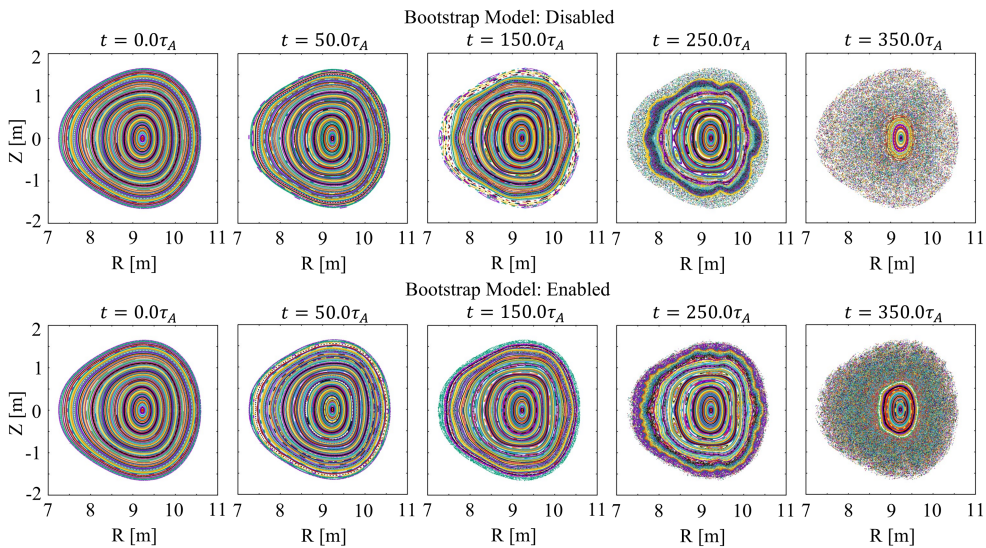 Bootstrap Model: Disabled
t = 0.0τ_A t = 50.0τ_A t = 150.0τ_A t = 250.0τ_A t = 350.0τ_A
2
1
0
-1
-2
Z [m]
7 8 9 10 11 7 8 9 10 11 7 8 9 10 11 7 8 9 10 11 7 8 9 10 11
R [m] R [m] R [m] R [m] R [m]
Bootstrap Model: Enabled
t = 0.0τ_A t = 50.0τ_A t = 150.0τ_A t = 250.0τ_A t = 350.0τ_A
2
1
0
-1
-2
Z [m]
7 8 9 10 11 7 8 9 10 11 7 8 9 10 11 7 8 9 10 11 7 8 9 10 11
R [m] R [m] R [m] R [m] R [m]